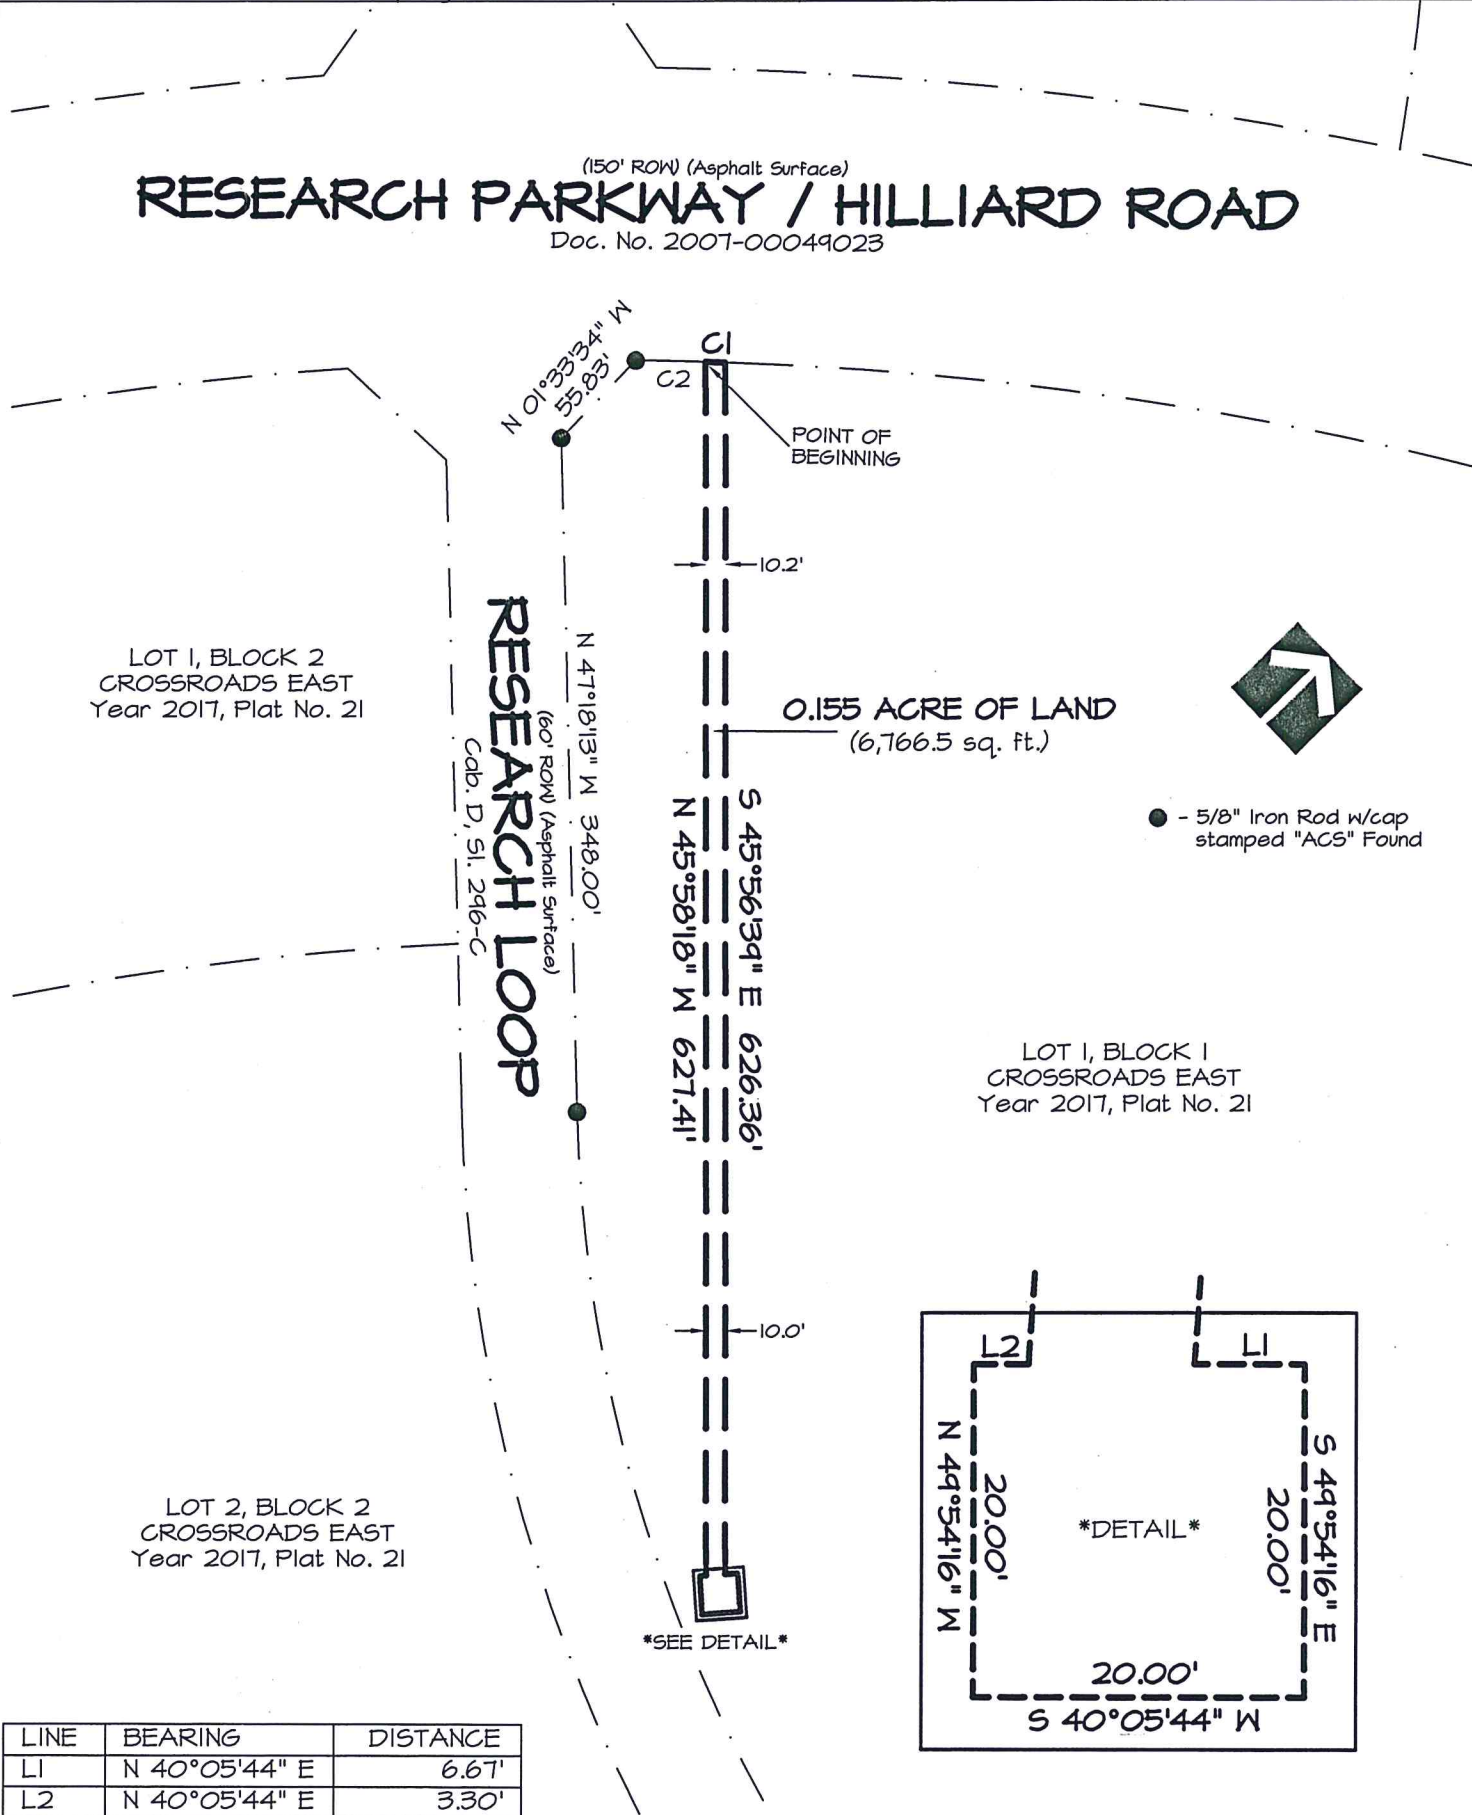 (150' ROW) (Asphalt Surface)
RESEARCH PARKWAY / HILLIARD ROAD
Doc. No. 2007-00049023
N 01°33'34" W
55.83'
C1
C2
POINT OF
BEGINNING
10.2'
LOT 1, BLOCK 2
CROSSROADS EAST
Year 2017, Plat No. 21
RESEARCH LOOP
(60' ROW) (Asphalt Surface)
Cab. D, Sl. 296-C
N 47°18'13" W 348.00'
0.155 ACRE OF LAND
(6,766.5 sq. ft.)
S 45°56'39" E 626.36'
N 45°58'18" W 627.41'
- 5/8" Iron Rod w/cap
stamped "ACS" Found
LOT 1, BLOCK 1
CROSSROADS EAST
Year 2017, Plat No. 21
10.0'
LOT 2, BLOCK 2
CROSSROADS EAST
Year 2017, Plat No. 21
*SEE DETAIL*
L2
L1
N 49°54'16" W
20.00'
*DETAIL*
20.00'
S 49°54'16" E
20.00'
S 40°05'44" W
LINE BEARING DISTANCE
L1 N 40°05'44" E 6.67'
L2 N 40°05'44" E 3.30'